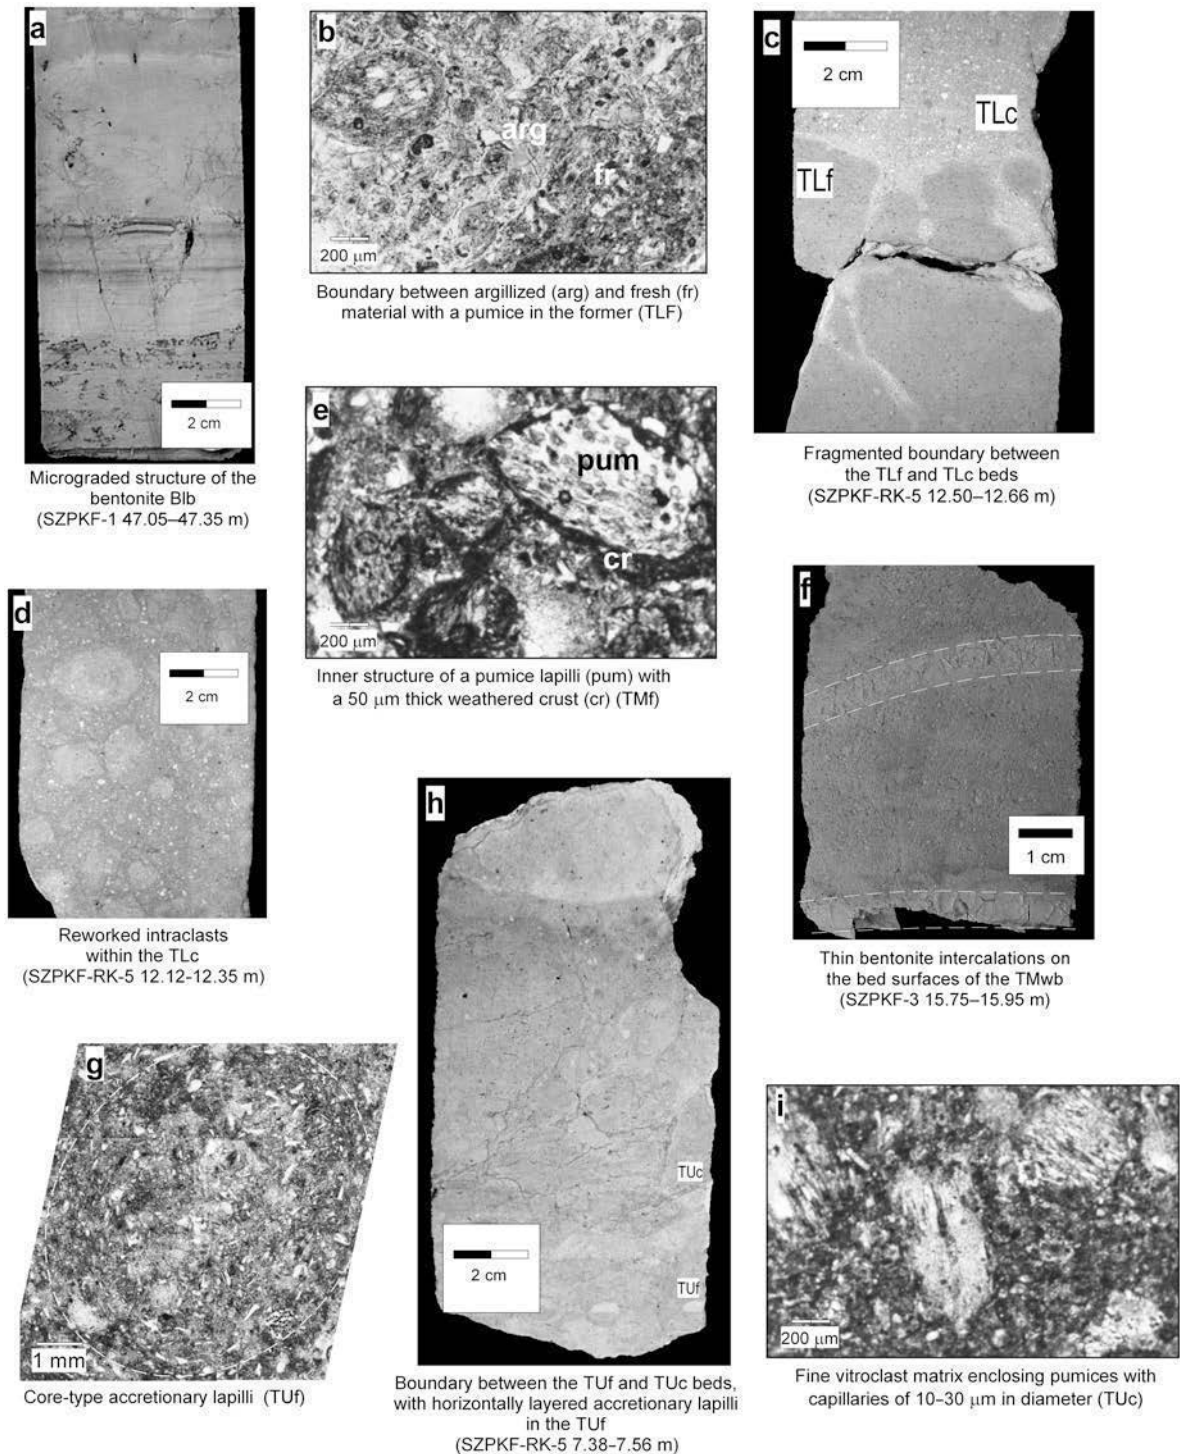 a
2 cm
Micrograded structure of the
bentonite Blb
(SZPKF-1 47.05–47.35 m)
b
arg
fr
200 μm
Boundary between argillized (arg) and fresh (fr)
material with a pumice in the former (TLF)
c
2 cm
TLc
TLf
Fragmented boundary between
the TLf and TLc beds
(SZPKF-RK-5 12.50–12.66 m)
d
2 cm
Reworked intraclasts
within the TLc
(SZPKF-RK-5 12.12-12.35 m)
e
pum
cr
200 μm
Inner structure of a pumice lapilli (pum) with
a 50 μm thick weathered crust (cr) (TMf)
f
1 cm
Thin bentonite intercalations on
the bed surfaces of the TMwb
(SZPKF-3 15.75–15.95 m)
g
1 mm
Core-type accretionary lapilli (TUf)
h
TUc
2 cm
TUf
Boundary between the TUf and TUc beds,
with horizontally layered accretionary lapilli
in the TUf
(SZPKF-RK-5 7.38–7.56 m)
i
200 μm
Fine vitroclast matrix enclosing pumices with
capillaries of 10–30 μm in diameter (TUc)